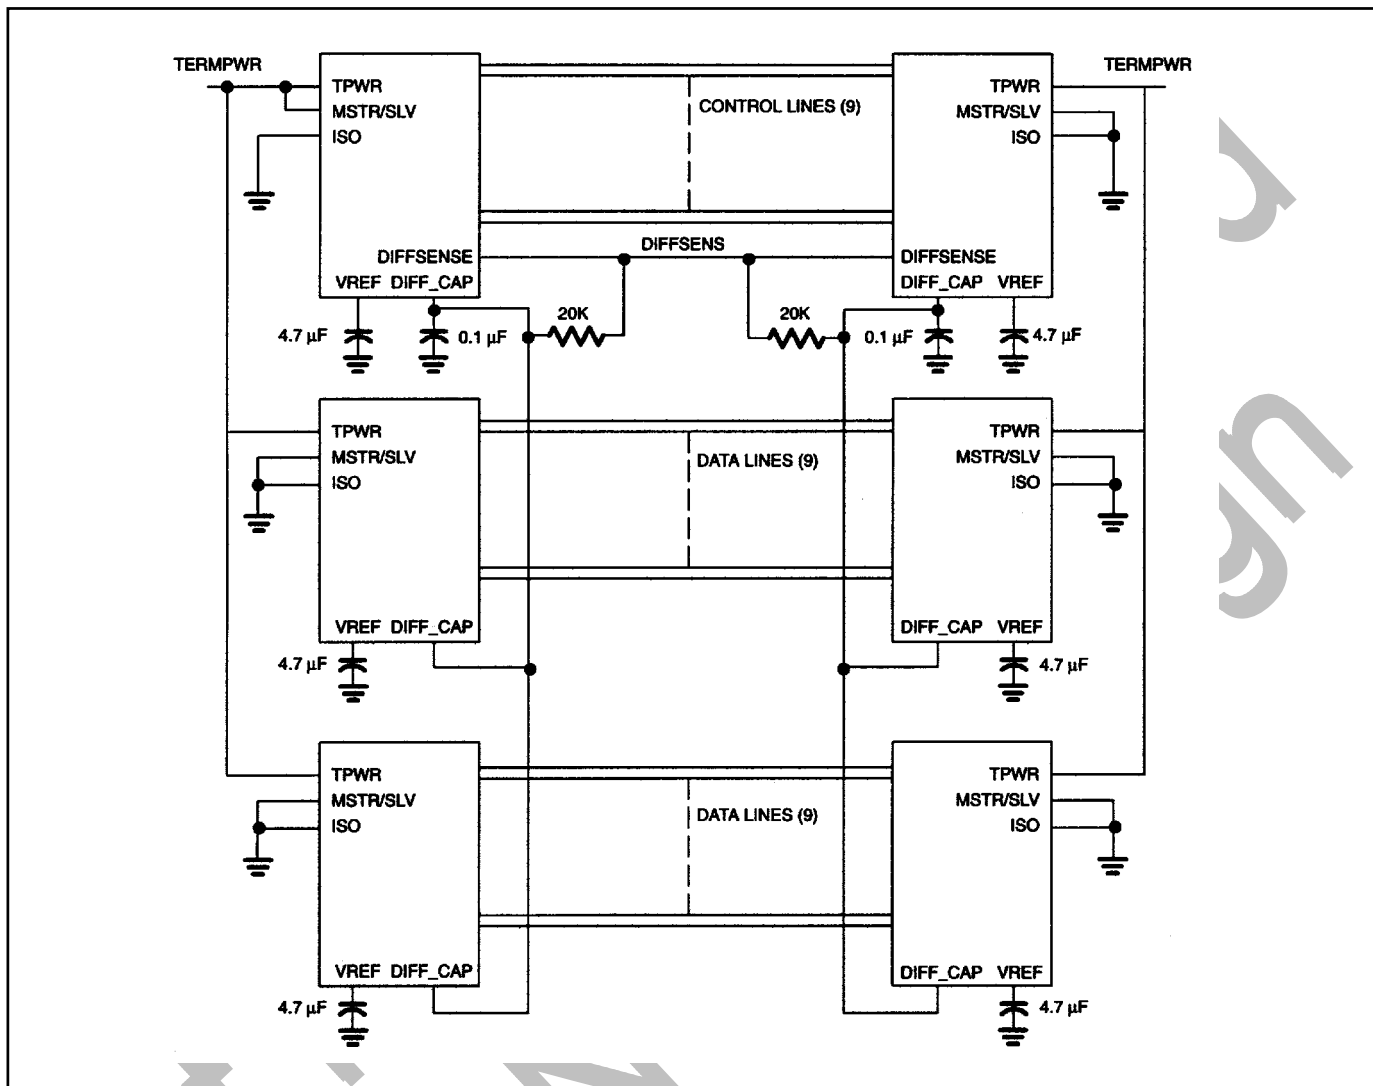 TERMPWR
TERMPWR
TPWR
MSTR/SLV
ISO
CONTROL LINES (9)
TPWR
MSTR/SLV
ISO
DIFFSENSE
DIFFSENS
DIFFSENSE
VREF DIFF_CAP
DIFF_CAP VREF
4.7 µF
0.1 µF
20K
20K
0.1 µF
4.7 µF
TPWR
MSTR/SLV
ISO
DATA LINES (9)
TPWR
MSTR/SLV
ISO
VREF DIFF_CAP
DIFF_CAP VREF
4.7 µF
4.7 µF
TPWR
MSTR/SLV
ISO
DATA LINES (9)
TPWR
MSTR/SLV
ISO
VREF DIFF_CAP
DIFF_CAP VREF
4.7 µF
4.7 µF